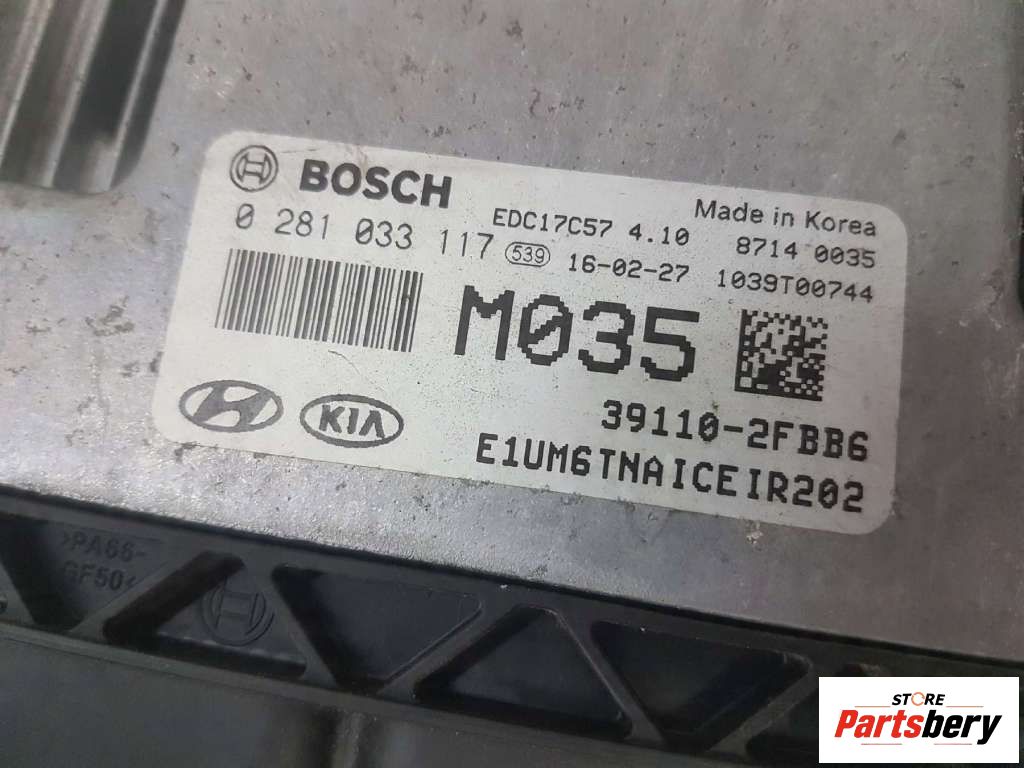 BOSCH
Made in Korea
0 281 033 117
EDC17C57 4.10
8714 0035
539
16-02-27
1039T00744
M035
KIA
39110-2FBB6
E1UM6TNAICEIR202
>PA66-
GF50<
STORE
Partsbery